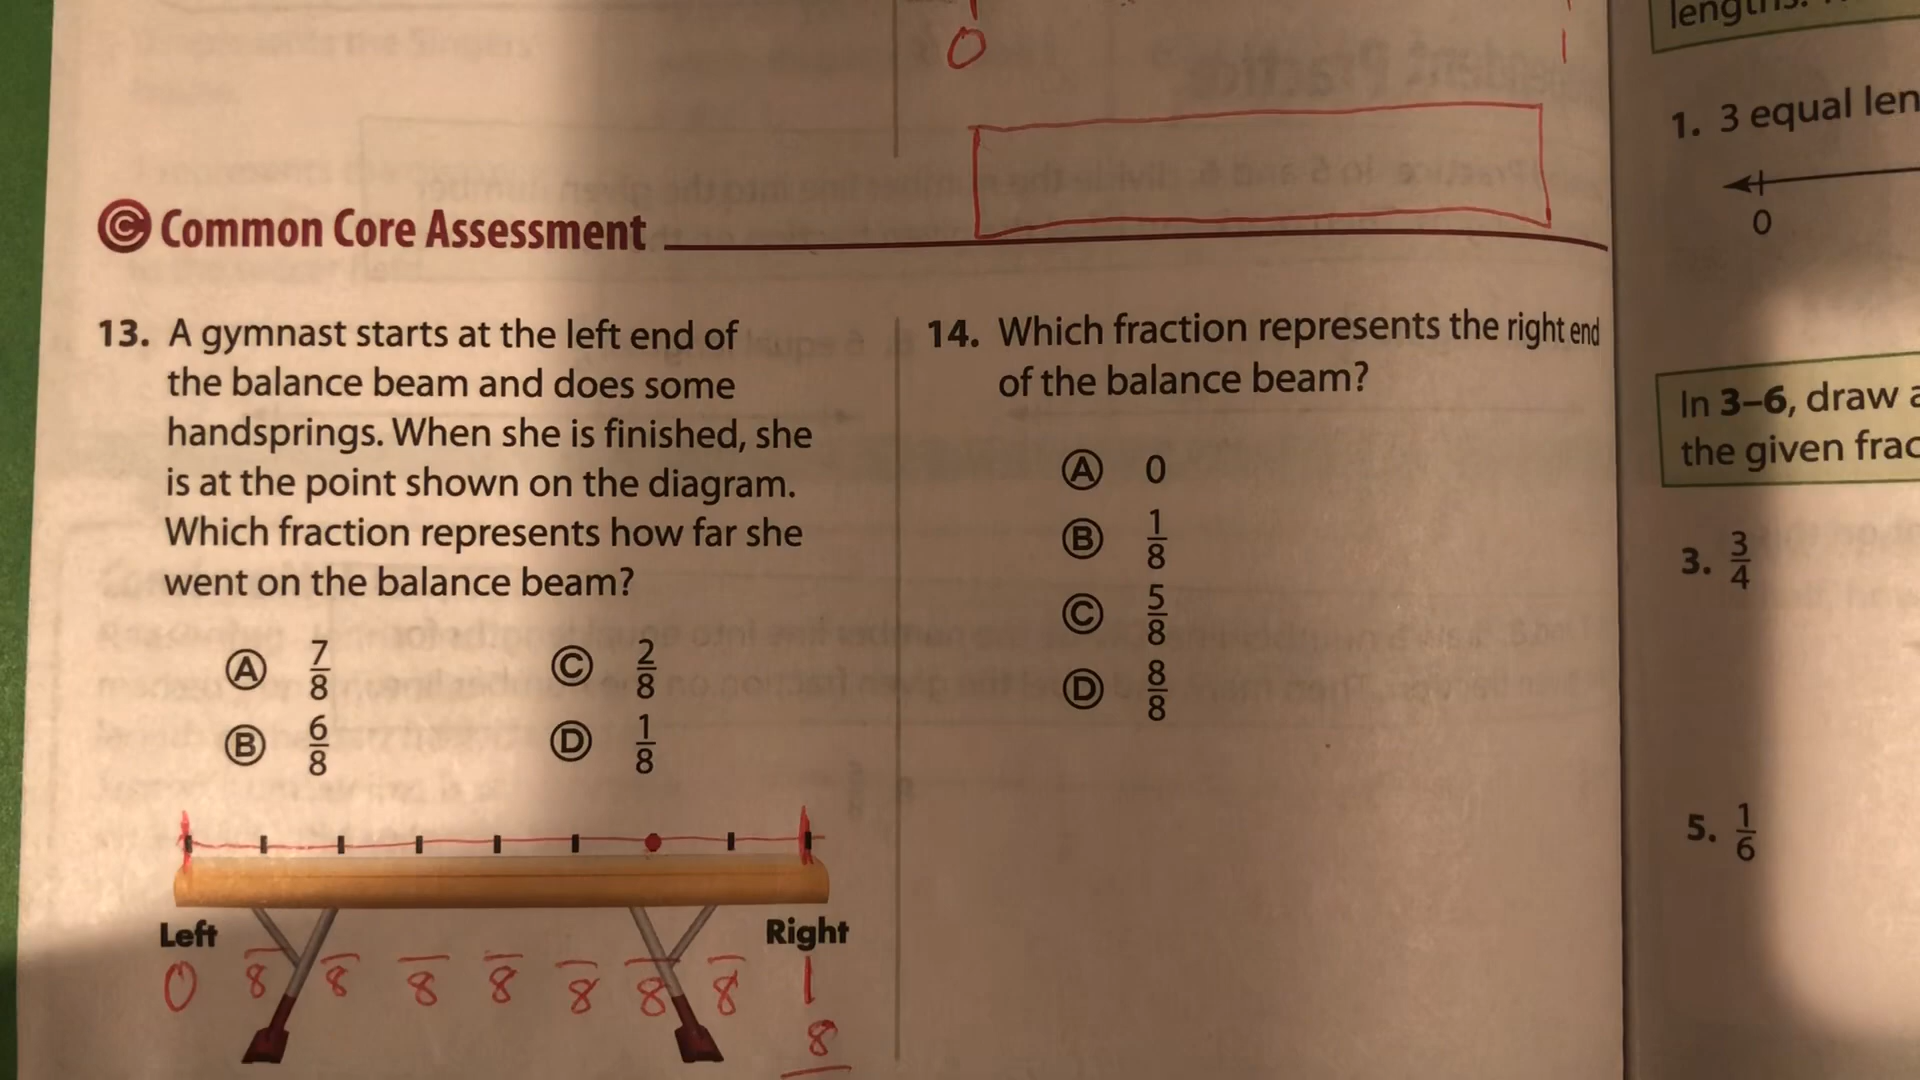 lengths.
0 1
© Common Core Assessment
13. A gymnast starts at the left end of
the balance beam and does some
handsprings. When she is finished, she
is at the point shown on the diagram.
Which fraction represents how far she
went on the balance beam?
Ⓐ 7/8 Ⓒ 2/8
Ⓑ 6/8 Ⓓ 1/8
Left Right
0 /8 /8 /8 /8 /8 /8 /8 1
8/
14. Which fraction represents the right end
of the balance beam?
Ⓐ 0
Ⓑ 1/8
Ⓒ 5/8
Ⓓ 8/8
1. 3 equal len
0
In 3–6, draw a
the given frac
3. 3/4
5. 1/6